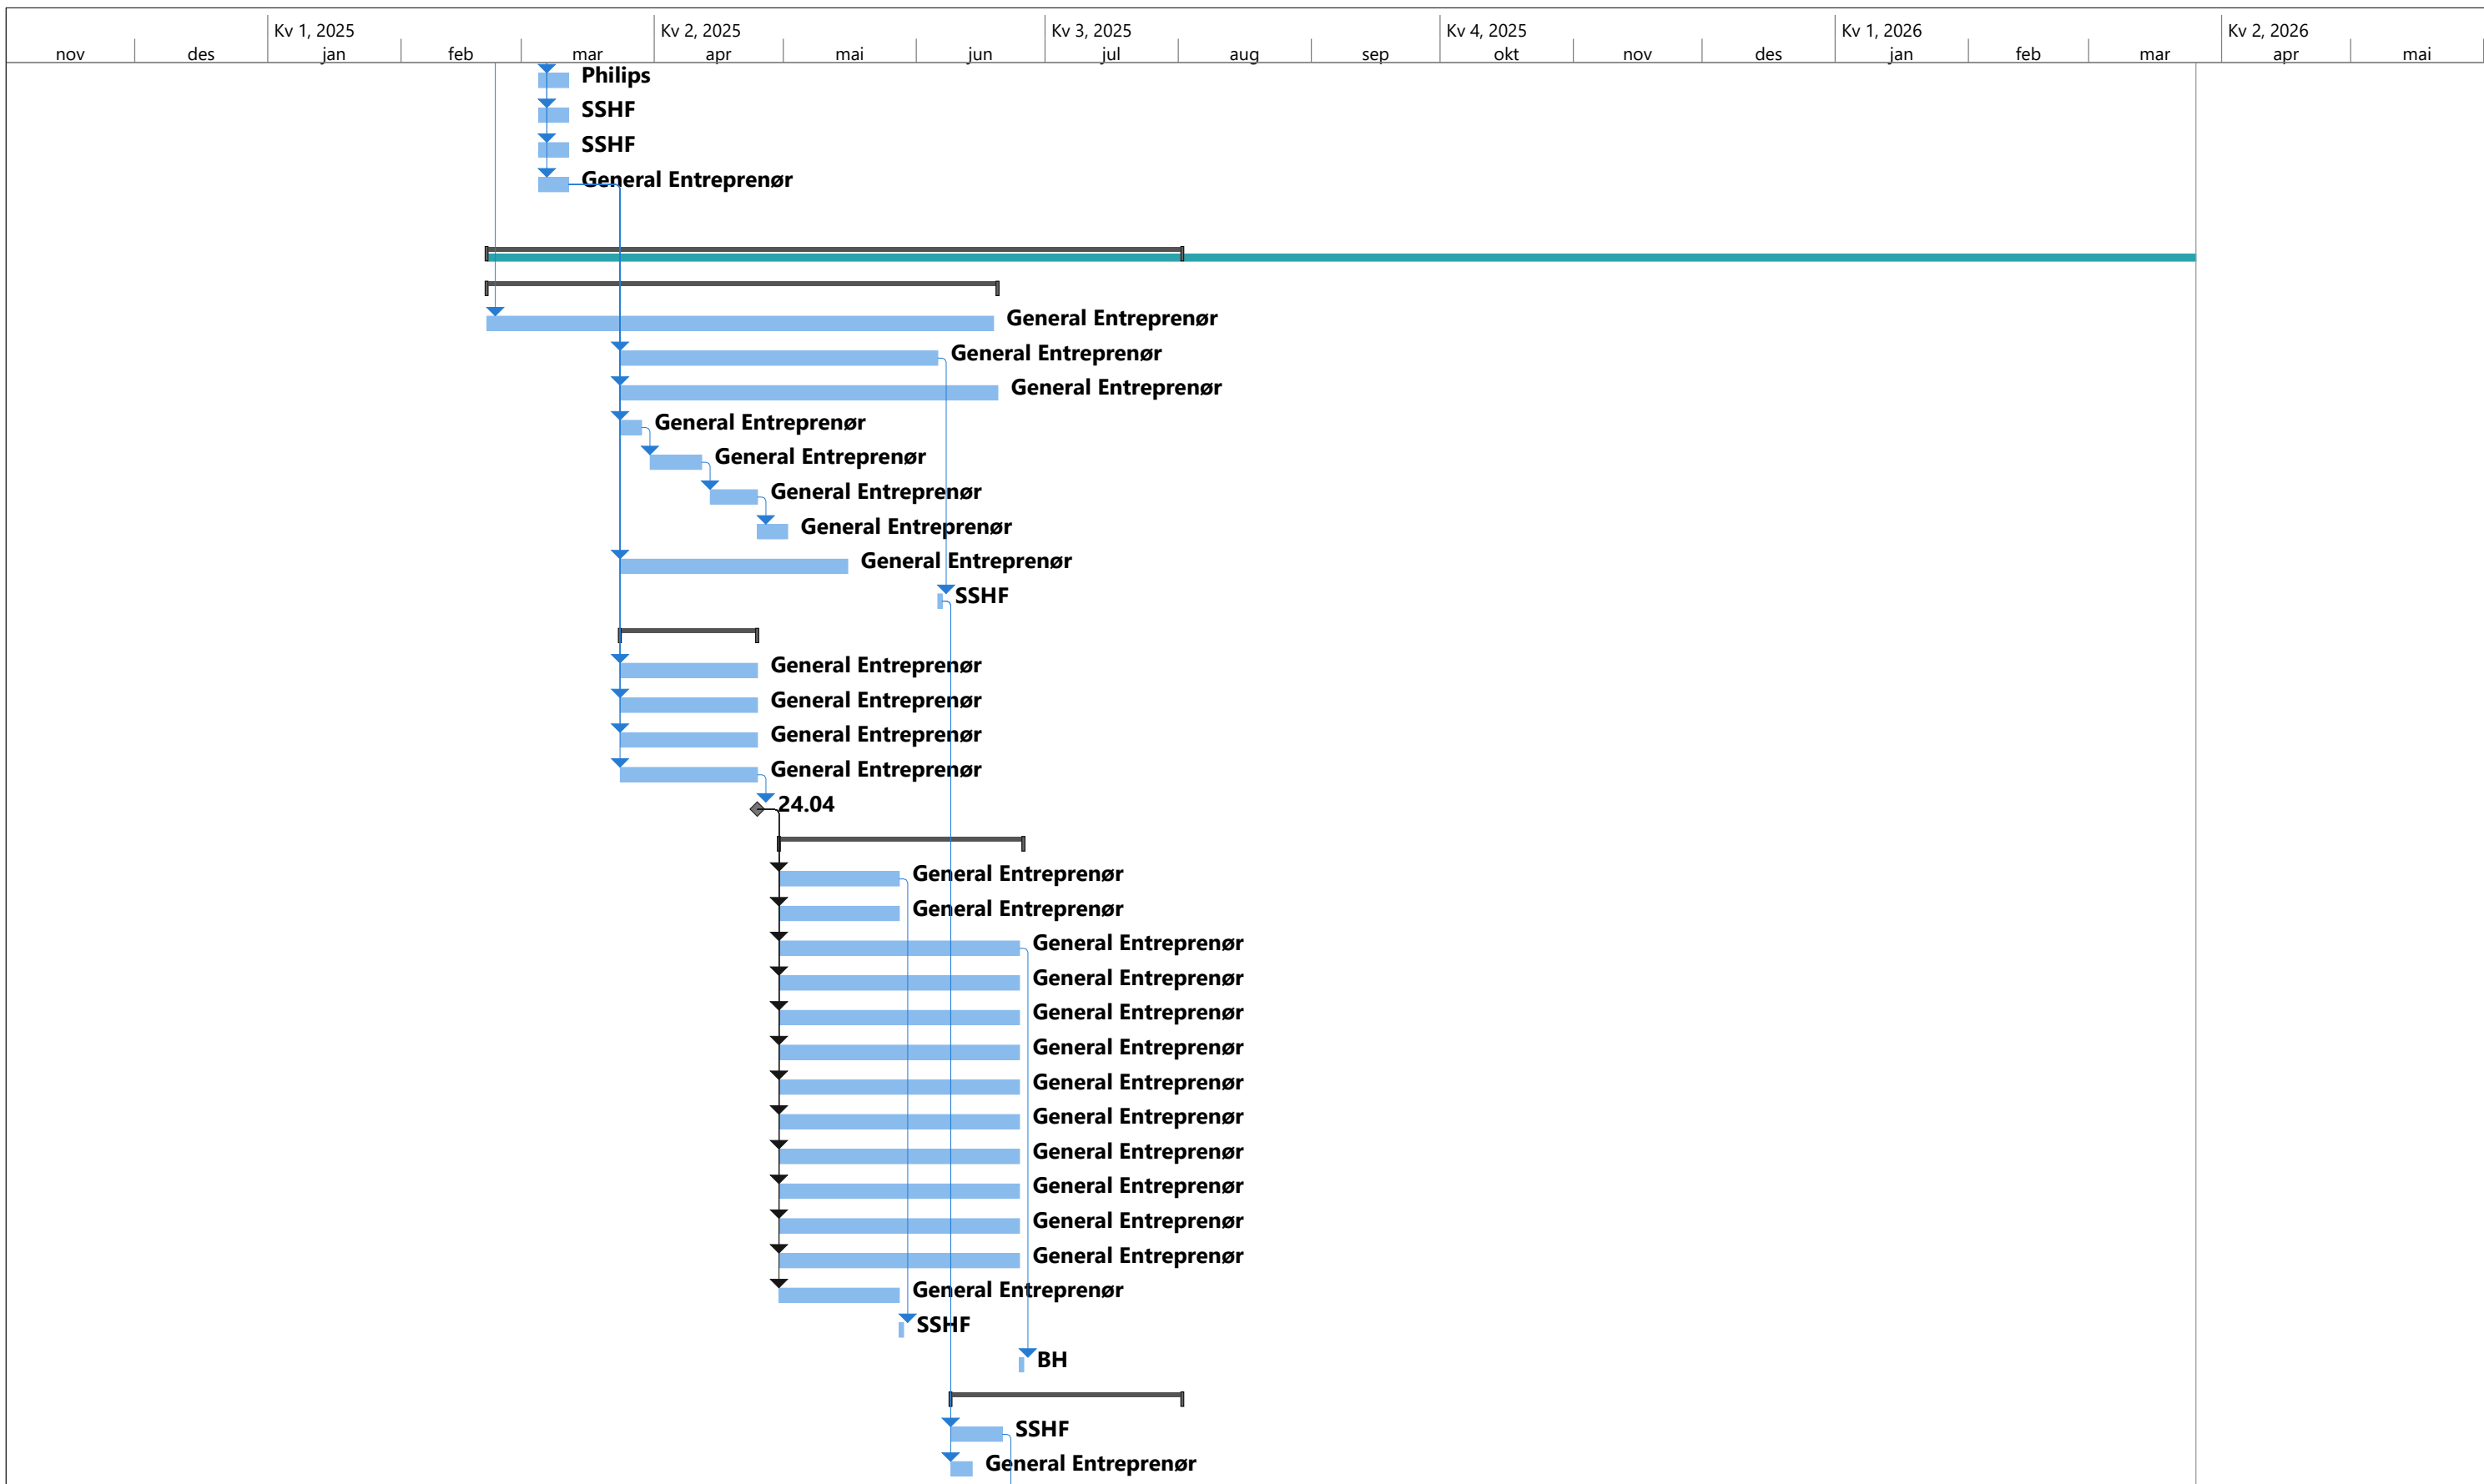 Kv 1, 2025 Kv 2, 2025 Kv 3, 2025 Kv 4, 2025 Kv 1, 2026 Kv 2, 2026
nov des jan feb mar apr mai jun jul aug sep okt nov des jan feb mar apr mai
Philips
SSHF
SSHF
General Entreprenør
General Entreprenør
General Entreprenør
General Entreprenør
General Entreprenør
General Entreprenør
General Entreprenør
General Entreprenør
General Entreprenør
SSHF
General Entreprenør
General Entreprenør
General Entreprenør
General Entreprenør
24.04
General Entreprenør
General Entreprenør
General Entreprenør
General Entreprenør
General Entreprenør
General Entreprenør
General Entreprenør
General Entreprenør
General Entreprenør
General Entreprenør
General Entreprenør
General Entreprenør
General Entreprenør
SSHF
BH
SSHF
General Entreprenør